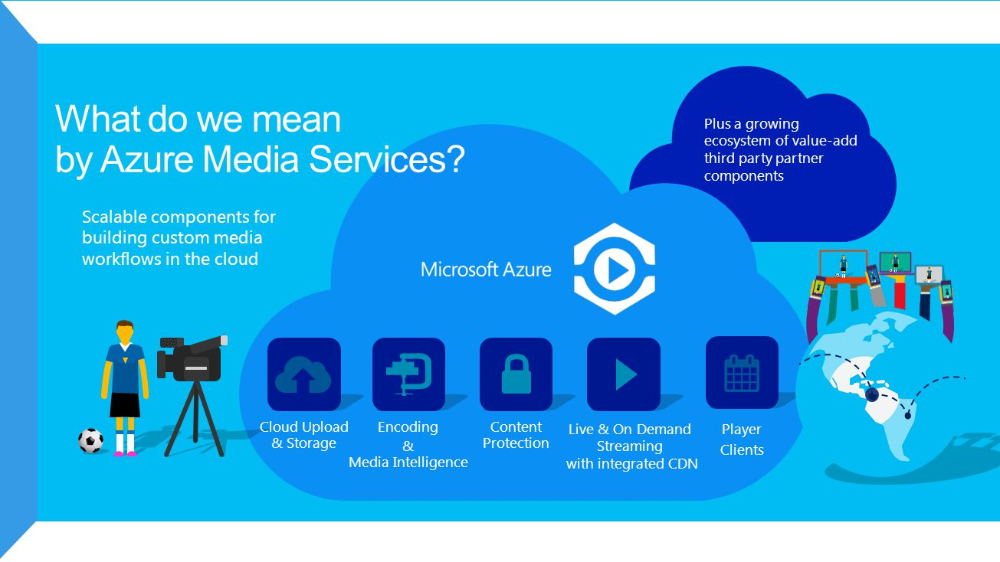 What do we mean
by Azure Media Services?
Scalable components for
building custom media
workflows in the cloud
Plus a growing
ecosystem of value-add
third party partner
components
Microsoft Azure
Cloud Upload
& Storage
Encoding
&
Media Intelligence
Content
Protection
Live & On Demand
Streaming
with integrated CDN
Player
Clients